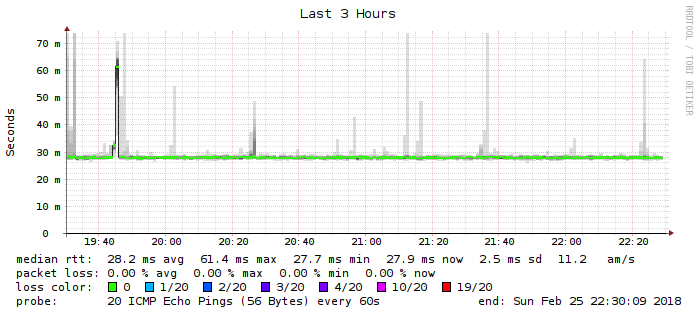 Last 3 Hours
RRDTOOL / TOBI OETIKER
Seconds
70 m
60 m
50 m
40 m
30 m
20 m
10 m
0
19:40 20:00 20:20 20:40 21:00 21:20 21:40 22:00 22:20
median rtt: 28.2 ms avg 61.4 ms max 27.7 ms min 27.9 ms now 2.5 ms sd 11.2 am/s
packet loss: 0.00 % avg 0.00 % max 0.00 % min 0.00 % now
loss color: 0 1/20 2/20 3/20 4/20 10/20 19/20
probe: 20 ICMP Echo Pings (56 Bytes) every 60s end: Sun Feb 25 22:30:09 2018